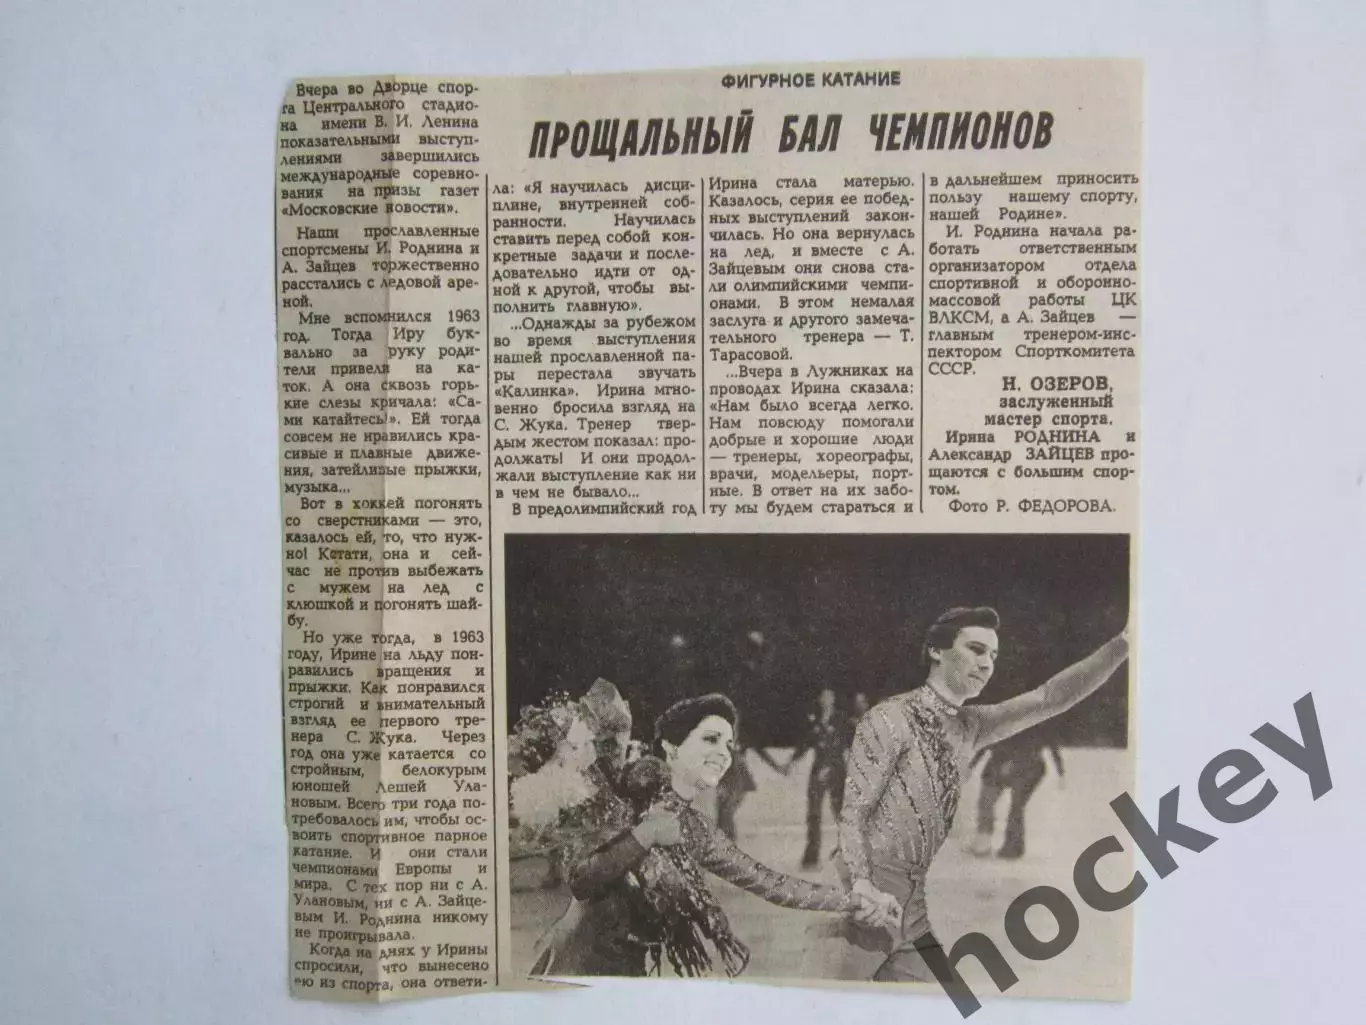 ФИГУРНОЕ КАТАНИЕ
ПРОЩАЛЬНЫЙ БАЛ ЧЕМПИОНОВ
Вчера во Дворце спор-
та Центрального стадио-
на имени В. И. Ленина
показательными выступ-
лениями завершились
международные соревно-
вания на призы газет
«Московские новости».
Наши прославленные
спортсмены И. Роднина и
А. Зайцев торжественно
расстались с ледовой аре-
ной.
Мне вспомнился 1963
год. Тогда Иру бук-
вально за руку роди-
тели привели на ка-
ток. А она сквозь горь-
кие слезы кричала: «Са-
ми катайтесь!». Ей тогда
совсем не нравились кра-
сивые и плавные движе-
ния, затейливые прыжки,
музыка...
Вот в хоккей погонять
со сверстниками — это,
казалось ей, то, что нуж-
но! Кстати, она и сей-
час не против выбежать
с мужем на лед с
клюшкой и погонять шай-
бу.
Но уже тогда, в 1963
году, Ирине на льду пон-
равились вращения и
прыжки. Как понравился
строгий и внимательный
взгляд ее первого тре-
нера С. Жука. Через
год она уже катается со
стройным, белокурым
юношей Лешей Ула-
новым. Всего три года по-
требовалось им, чтобы ос-
воить спортивное парное
катание. И они стали
чемпионами Европы и
мира. С тех пор ни с А.
Улановым, ни с А. Зайце-
вым И. Роднина никому
не проигрывала.
Когда на днях у Ирины
спросили, что вынесено
ею из спорта, она ответи-
ла: «Я научилась дисци-
плине, внутренней соб-
ранности. Научилась
ставить перед собой кон-
кретные задачи и после-
довательно идти от од-
ной к другой, чтобы вы-
полнить главную».
...Однажды за рубежом
во время выступления
нашей прославленной па-
ры перестала звучать
«Калинка». Ирина мгно-
венно бросила взгляд на
С. Жука. Тренер твер-
дым жестом показал: про-
должать! И они продол-
жали выступление как ни
в чем не бывало...
В предолимпийский год
Ирина стала матерью.
Казалось, серия ее побед-
ных выступлений закон-
чилась. Но она вернулась
на лед, и вместе с А.
Зайцевым они снова ста-
ли олимпийскими чемпи-
онами. В этом немалая
заслуга и другого замеча-
тельного тренера — Т.
Тарасовой.
...Вчера в Лужниках на
проводах Ирина сказала:
«Нам было всегда легко.
Нам повсюду помогали
добрые и хорошие люди
— тренеры, хореографы,
врачи, модельеры, порт-
ные. В ответ на их забо-
ту мы будем стараться и
в дальнейшем приносить
пользу нашему спорту,
нашей Родине».
И. Роднина начала ра-
ботать ответственным
организатором отдела
спортивной и оборонно-
массовой работы ЦК
ВЛКСМ, а А. Зайцев —
главным тренером-инс-
пектором Спорткомитета
СССР.
Н. ОЗЕРОВ,
заслуженный
мастер спорта.
Ирина РОДНИНА и
Александр ЗАЙЦЕВ про-
щаются с большим спор-
том.
Фото Р. ФЕДОРОВА.
hockey